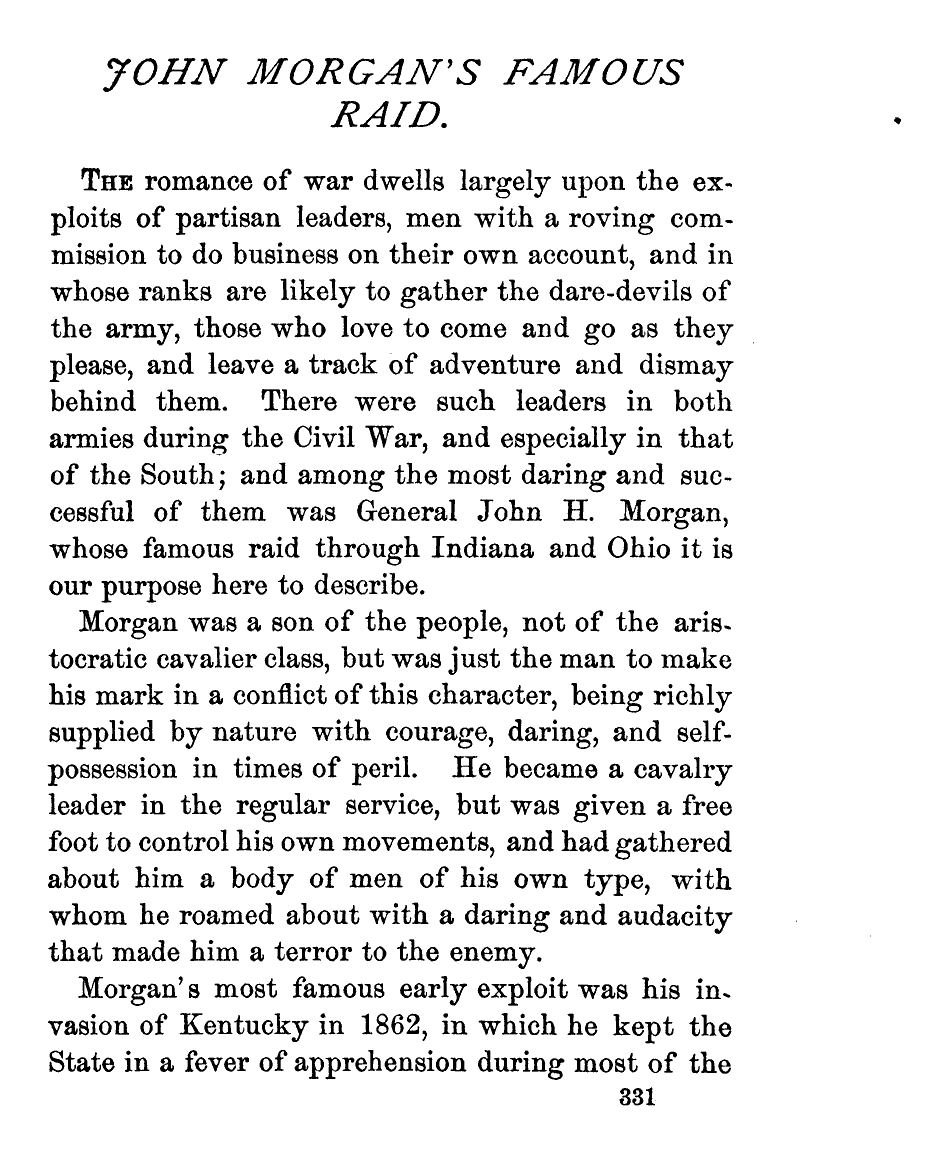 JOHN MORGAN'S FAMOUS
RAID.
THE romance of war dwells largely upon the ex-
ploits of partisan leaders, men with a roving com-
mission to do business on their own account, and in
whose ranks are likely to gather the dare-devils of
the army, those who love to come and go as they
please, and leave a track of adventure and dismay
behind them. There were such leaders in both
armies during the Civil War, and especially in that
of the South; and among the most daring and suc-
cessful of them was General John H. Morgan,
whose famous raid through Indiana and Ohio it is
our purpose here to describe.
Morgan was a son of the people, not of the aris-
tocratic cavalier class, but was just the man to make
his mark in a conflict of this character, being richly
supplied by nature with courage, daring, and self-
possession in times of peril. He became a cavalry
leader in the regular service, but was given a free
foot to control his own movements, and had gathered
about him a body of men of his own type, with
whom he roamed about with a daring and audacity
that made him a terror to the enemy.
Morgan's most famous early exploit was his in-
vasion of Kentucky in 1862, in which he kept the
State in a fever of apprehension during most of the
331